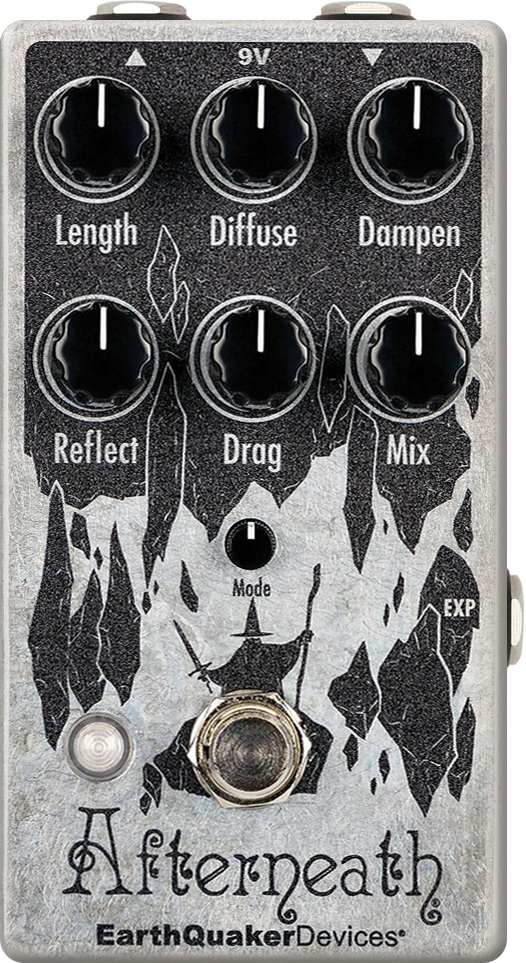 9V
Length Diffuse Dampen
Reflect Drag Mix
Mode
EXP
Afterneath
EarthQuakerDevices®